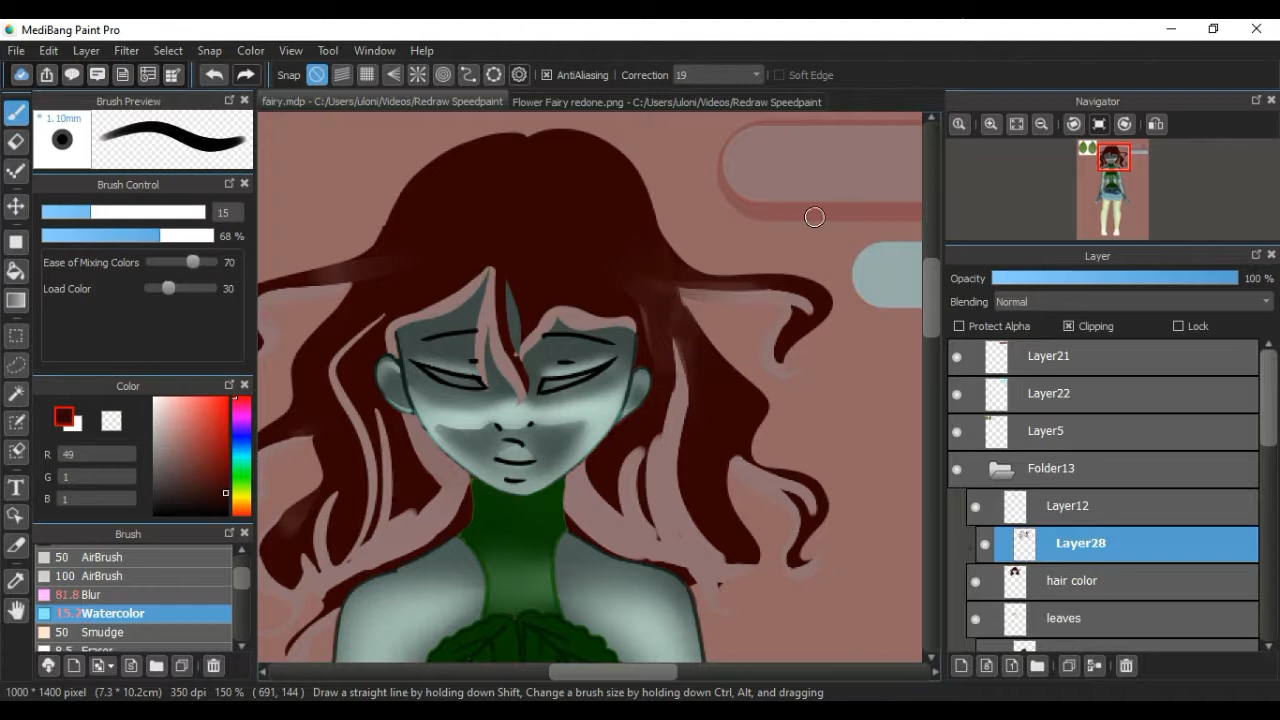 MediBang Paint Pro
File Edit Layer Filter Select Snap Color View Tool Window Help
Snap AntiAliasing Correction 19 Soft Edge
Brush Preview
fairy.mdp - C:/Users/uloni/Videos/Redraw Speedpaint
Flower Fairy redone.png - C:/Users/uloni/Videos/Redraw Speedpaint
Navigator
* 1.10mm
Brush Control
15
68 %
Ease of Mixing Colors 70
Load Color 30
Layer
Opacity 100 %
Blending Normal
Protect Alpha Clipping Lock
Layer21
Layer22
Layer5
Folder13
Layer12
Layer28
hair color
leaves
Color
R 49
G 1
B 1
Brush
50 AirBrush
100 AirBrush
81.8 Blur
15.2 Watercolor
50 Smudge
1000 * 1400 pixel (7.3 * 10.2cm) 350 dpi 150 % ( 691, 144 ) Draw a straight line by holding down Shift, Change a brush size by holding down Ctrl, Alt, and dragging